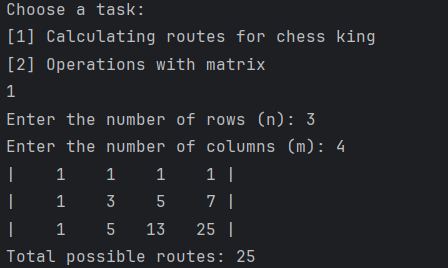 Choose a task:
[1] Calculating routes for chess king
[2] Operations with matrix
1
Enter the number of rows (n): 3
Enter the number of columns (m): 4
|    1    1    1    1 |
|    1    3    5    7 |
|    1    5   13   25 |
Total possible routes: 25